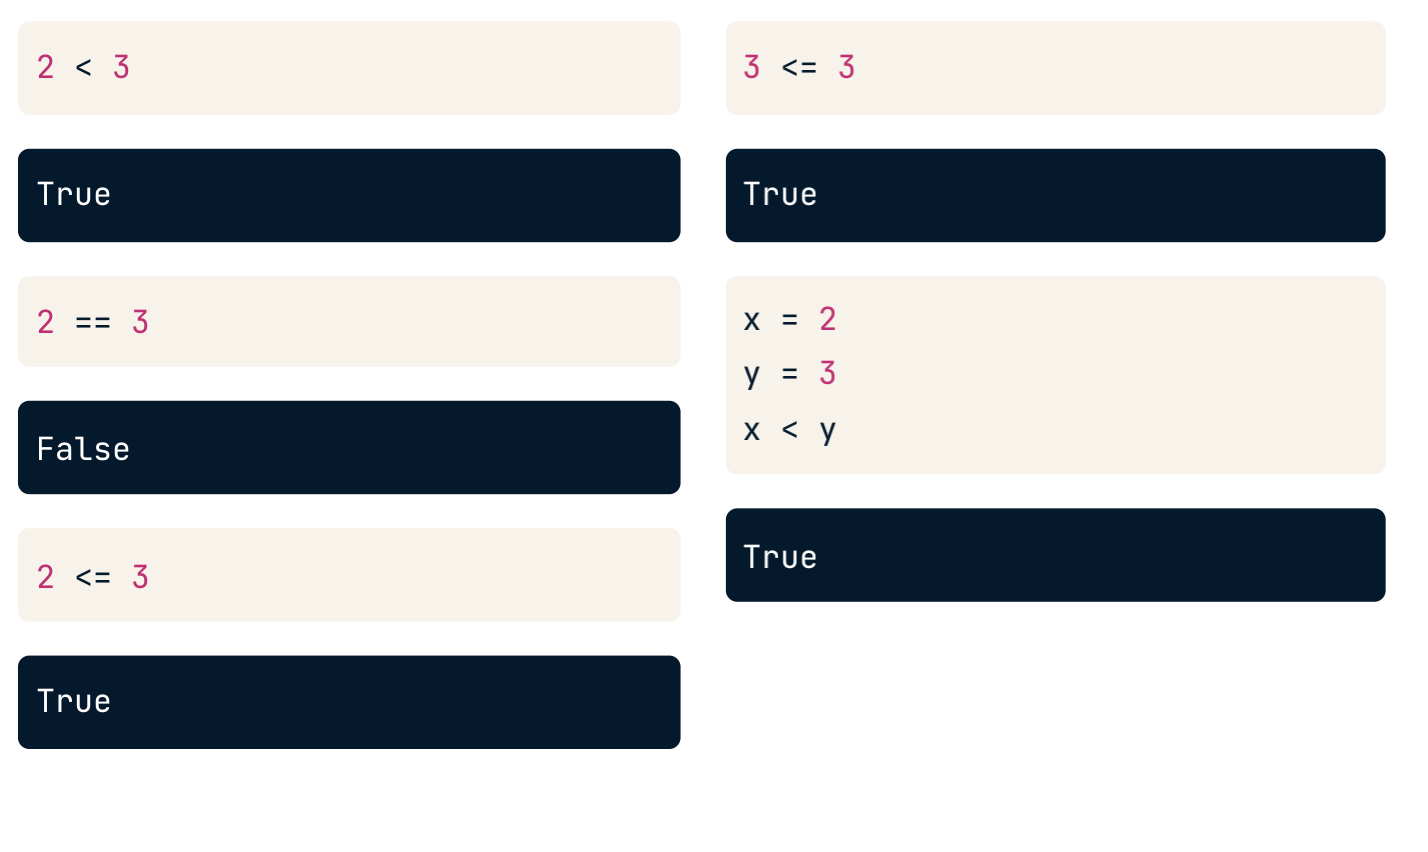 2 < 3
True
2 == 3
False
2 <= 3
True
3 <= 3
True
x = 2
y = 3
x < y
True